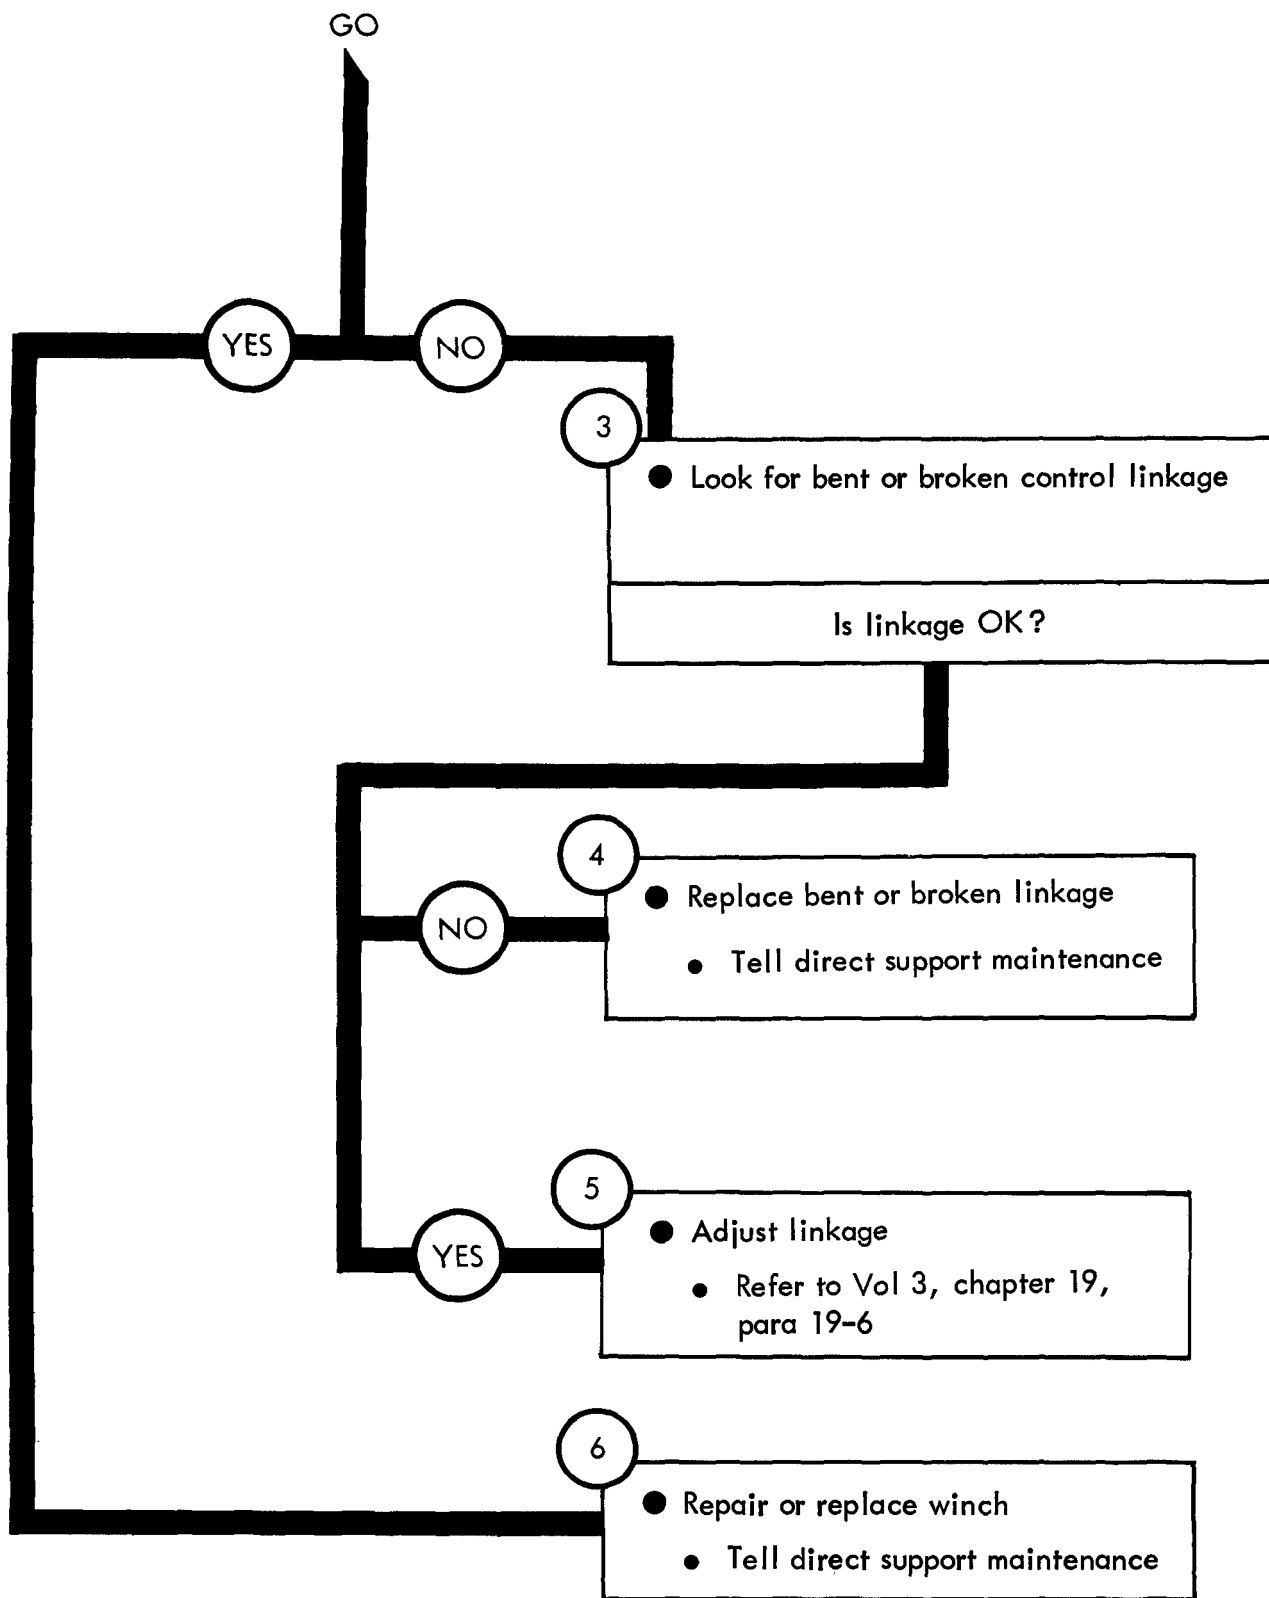 GO
YES
NO
3
● Look for bent or broken control linkage
Is linkage OK?
4
NO
● Replace bent or broken linkage
● Tell direct support maintenance
5
YES
● Adjust linkage
● Refer to Vol 3, chapter 19,
para 19-6
6
● Repair or replace winch
● Tell direct support maintenance